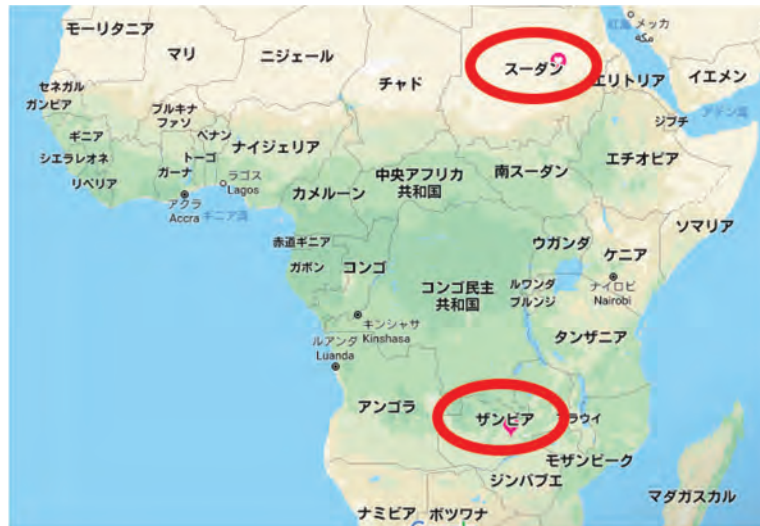 モーリタニア
マリ
ニジェール
チャド
スーダン
エリトリア
紅海
メッカ
مكة
イエメン
アデン湾
セネガル
ガンビア
ブルキナ
ファソ
ギニア
ベナン
ナイジェリア
ジブチ
シエラレオネ
トーゴ
ガーナ
リベリア
ラゴス
Lagos
アクラ
Accra
ギニア湾
カメルーン
中央アフリカ
共和国
南スーダン
エチオピア
ソマリア
赤道ギニア
ガボン
コンゴ
コンゴ民主
共和国
ウガンダ
ケニア
ルワンダ
ブルンジ
ナイロビ
Nairobi
キンシャサ
Kinshasa
ルアンダ
Luanda
タンザニア
アンゴラ
ザンビア
ラウイ
モザンビーク
ジンバブエ
マダガスカル
ナミビア
ボツワナ